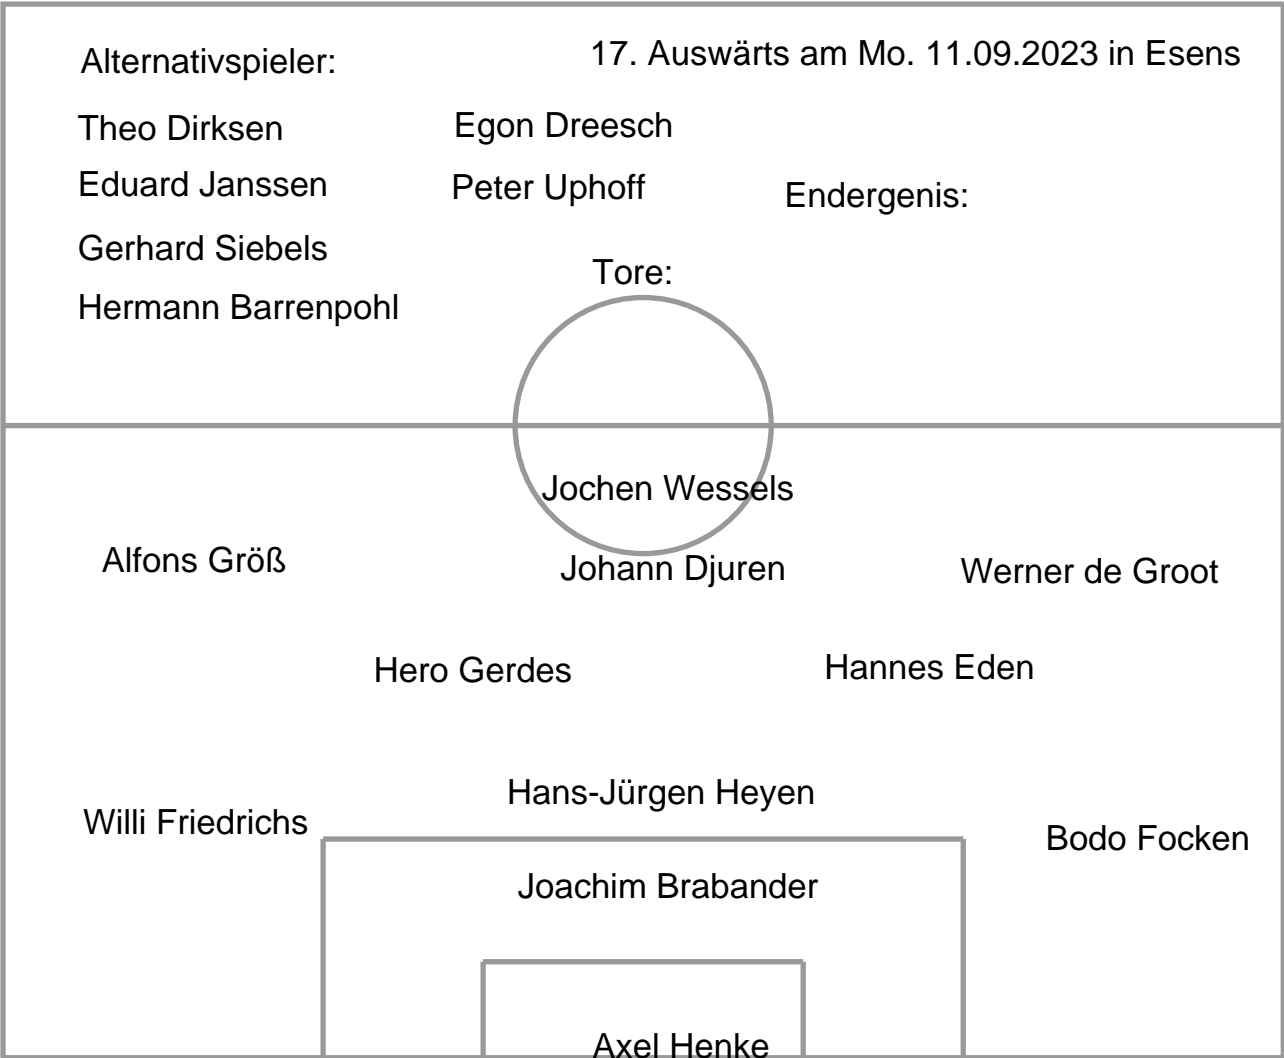 Alternativspieler:
17. Auswärts am Mo. 11.09.2023 in Esens
Theo Dirksen
Egon Dreesch
Eduard Janssen
Peter Uphoff
Endergenis:
Gerhard Siebels
Tore:
Hermann Barrenpohl
Jochen Wessels
Alfons Größ
Johann Djuren
Werner de Groot
Hero Gerdes
Hannes Eden
Hans-Jürgen Heyen
Willi Friedrichs
Bodo Focken
Joachim Brabander
Axel Henke